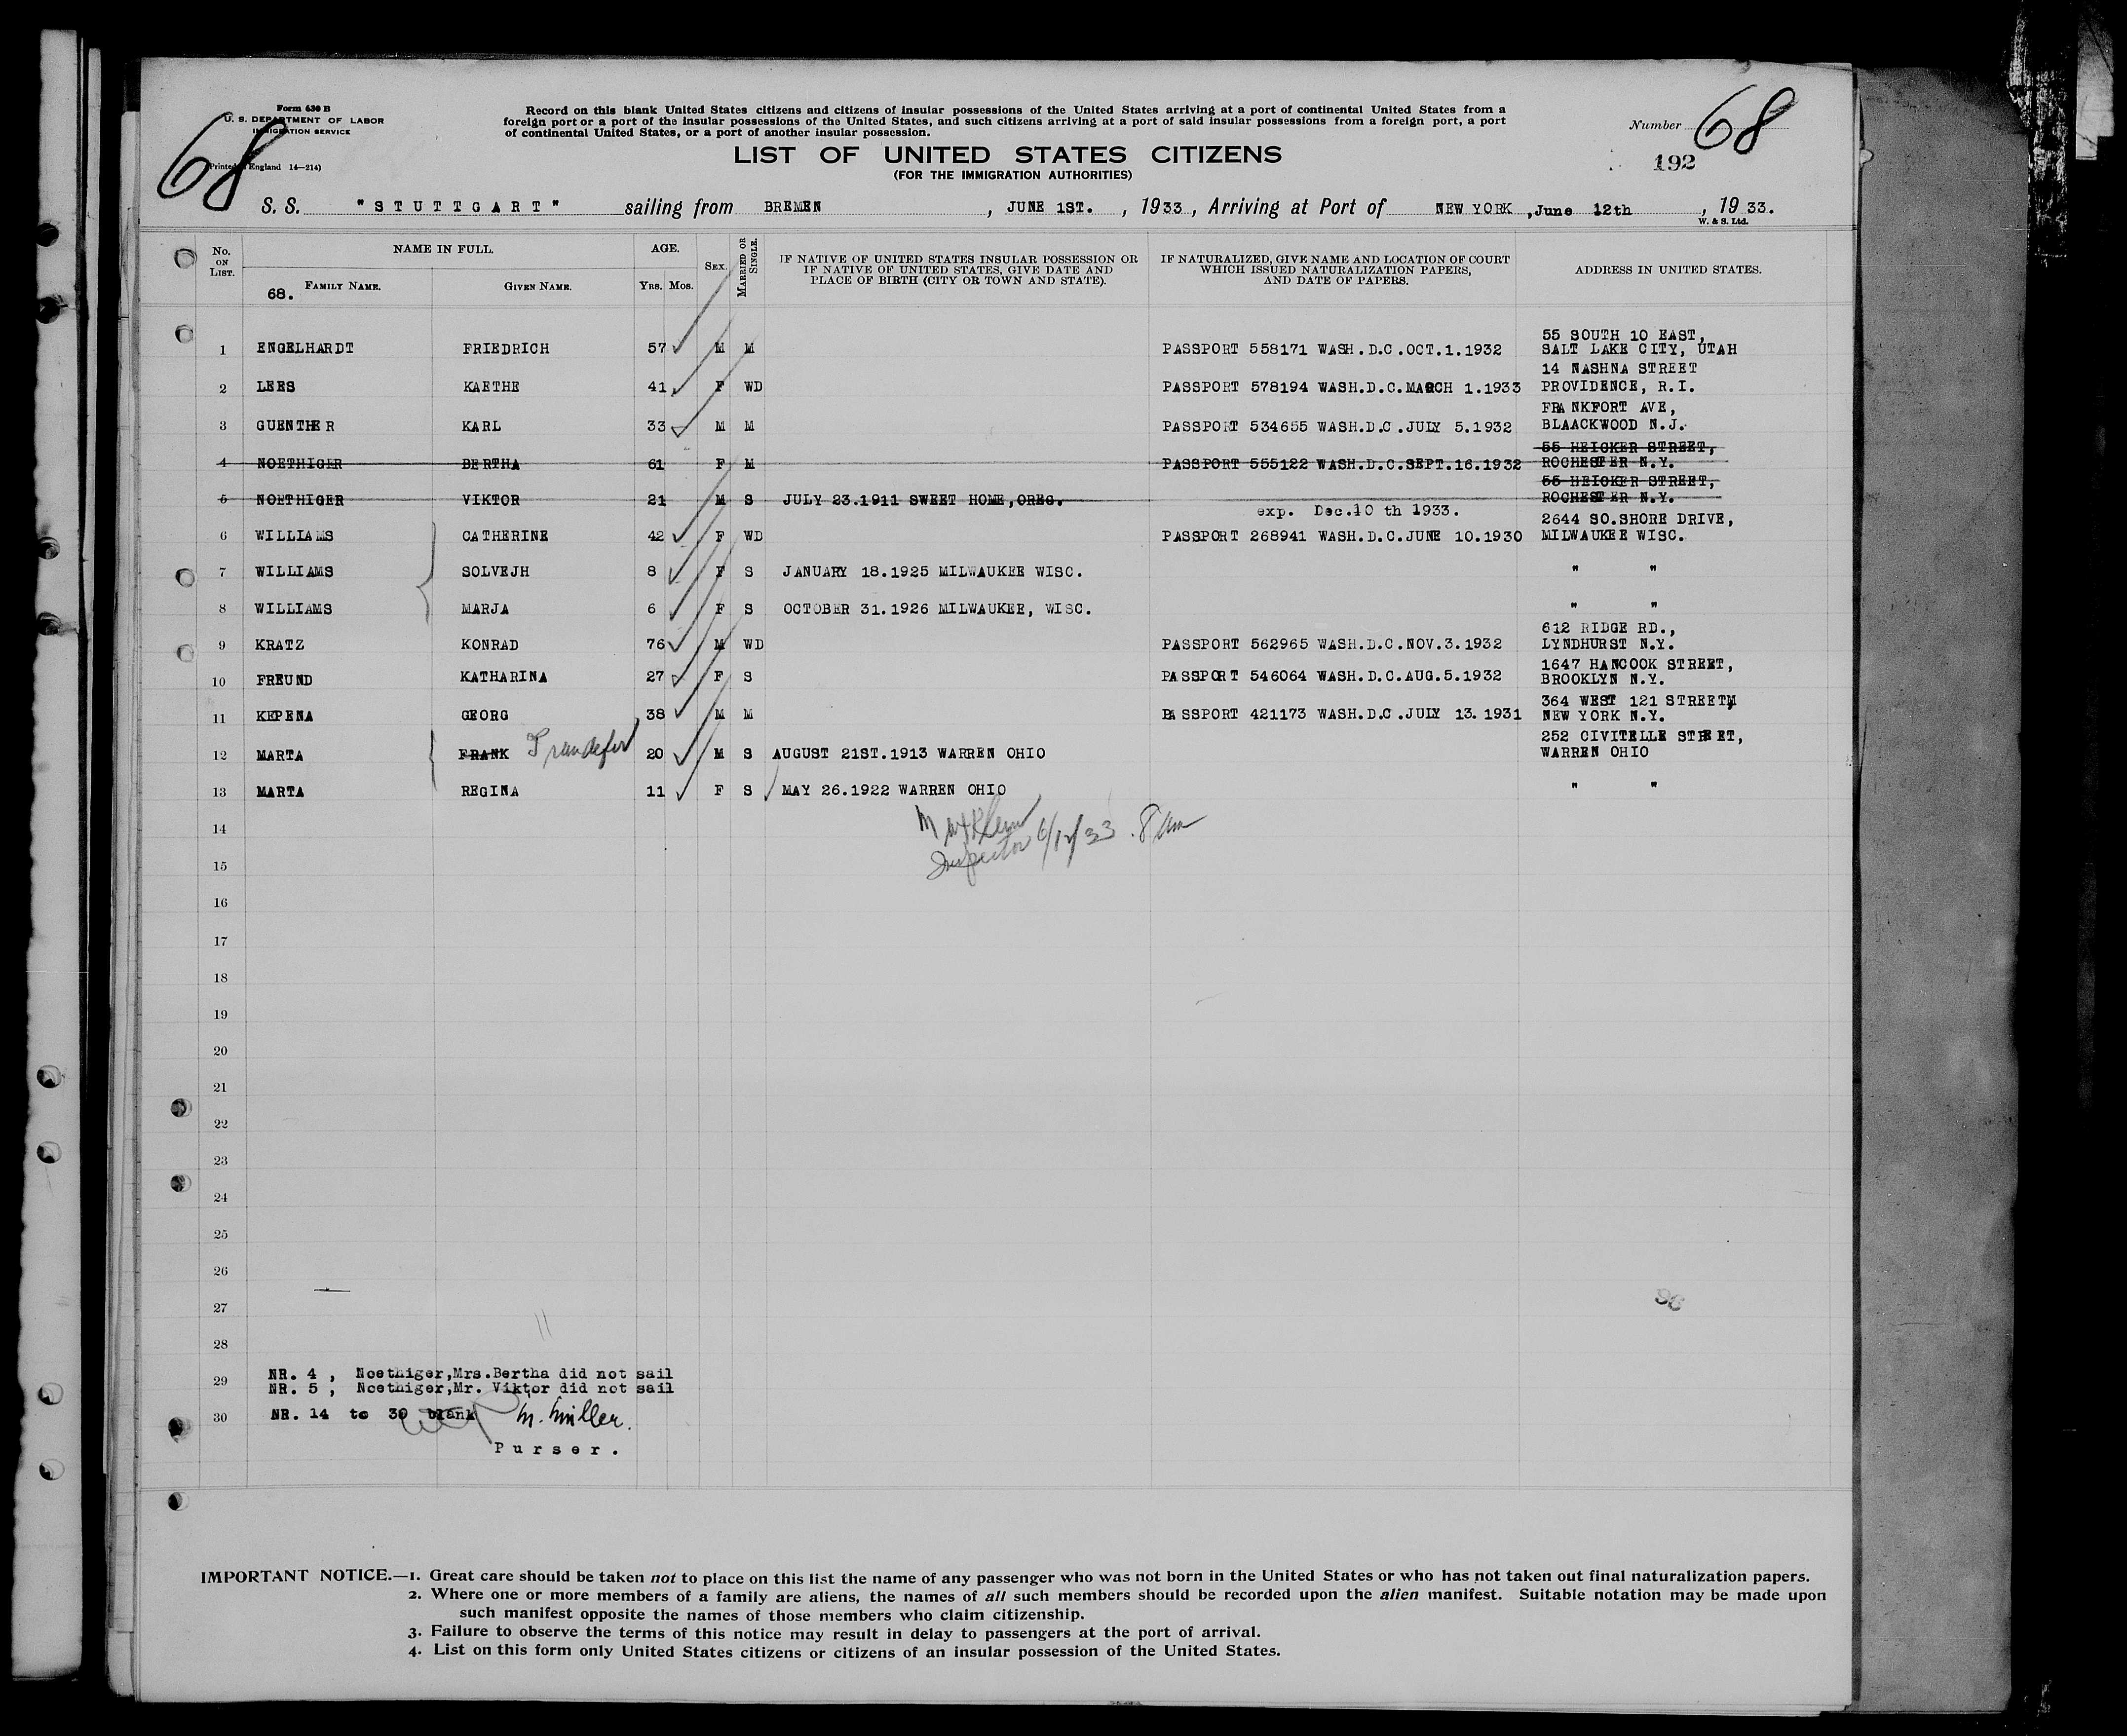 Form 630 B
U. S. DEPARTMENT OF LABOR
IMMIGRATION SERVICE
(Printed in England 14—214)
68
Record on this blank United States citizens and citizens of insular possessions of the United States arriving at a port of continental United States from a
foreign port or a port of the insular possessions of the United States, and such citizens arriving at a port of said insular possessions from a foreign port, a port
of continental United States, or a port of another insular possession.
Number 68
192
LIST OF UNITED STATES CITIZENS
(FOR THE IMMIGRATION AUTHORITIES)
S. S. "STUTTGART" sailing from BREMEN, JUNE 1ST., 1933, Arriving at Port of NEW YORK, June 12th, 1933.
W. & S. Ltd.
No. ON LIST. NAME IN FULL. AGE. SEX. MARRIED OR SINGLE. IF NATIVE OF UNITED STATES INSULAR POSSESSION OR IF NATIVE OF UNITED STATES, GIVE DATE AND PLACE OF BIRTH (CITY OR TOWN AND STATE). IF NATURALIZED, GIVE NAME AND LOCATION OF COURT WHICH ISSUED NATURALIZATION PAPERS, AND DATE OF PAPERS. ADDRESS IN UNITED STATES.
68. FAMILY NAME. GIVEN NAME. YRS. MOS.
55 SOUTH 10 EAST,
1 ENGELHARDT FRIEDRICH 57 M M PASSPORT 558171 WASH.D.C.OCT.1.1932 SALT LAKE CITY, UTAH
14 NASHNA STREET
2 LEES KAETHE 41 F WD PASSPORT 578194 WASH.D.C.MARCH 1.1933 PROVIDENCE, R.I.
FRANKFORT AVE,
3 GUENTHER KARL 33 M M PASSPORT 534655 WASH.D.C.JULY 5.1932 BLAACKWOOD N.J.
55 HEICKER STREET,
4 NOETHIGER BERTHA 61 F M PASSPORT 555122 WASH.D.C.SEPT.16.1932 ROCHESTER N.Y.
55 HEICKER STREET,
5 NOETHIGER VIKTOR 21 M S JULY 23.1911 SWEET HOME,OREG. ROCHESTER N.Y.
exp. Dec.10 th 1933. 2644 SO.SHORE DRIVE,
6 WILLIAMS CATHERINE 42 F WD PASSPORT 268941 WASH.D.C.JUNE 10.1930 MILWAUKEE WISC.
7 WILLIAMS SOLVEJH 8 F S JANUARY 18.1925 MILWAUKEE WISC. " "
8 WILLIAMS MARJA 6 F S OCTOBER 31.1926 MILWAUKEE, WISC. " "
612 RIDGE RD.,
9 KRATZ KONRAD 76 M WD PASSPORT 562965 WASH.D.C.NOV.3.1932 LYNDHURST N.Y.
1647 HANCOOK STREET,
10 FREUND KATHARINA 27 F S PASSPORT 546064 WASH.D.C.AUG.5.1932 BROOKLYN N.Y.
364 WEST 121 STREET,
11 KEPENA GEORG 38 M M PASSPORT 421173 WASH.D.C.JULY 13.1931 NEW YORK N.Y.
252 CIVITELLE STREET,
12 MARTA FRANK 20 M S AUGUST 21ST.1913 WARREN OHIO WARREN OHIO
13 MARTA REGINA 11 F S MAY 26.1922 WARREN OHIO " "
14
Inspector 6/12/33 8 am
15
16
17
18
19
20
21
22
23
24
25
26
27
28
29 NR. 4 , Noethiger,Mrs.Bertha did not sail
NR. 5 , Noethiger,Mr. Viktor did not sail
30 NR. 14 to 30 blank M. Müller.
Purser.
IMPORTANT NOTICE.—1. Great care should be taken not to place on this list the name of any passenger who was not born in the United States or who has not taken out final naturalization papers.
2. Where one or more members of a family are aliens, the names of all such members should be recorded upon the alien manifest. Suitable notation may be made upon
such manifest opposite the names of those members who claim citizenship.
3. Failure to observe the terms of this notice may result in delay to passengers at the port of arrival.
4. List on this form only United States citizens or citizens of an insular possession of the United States.